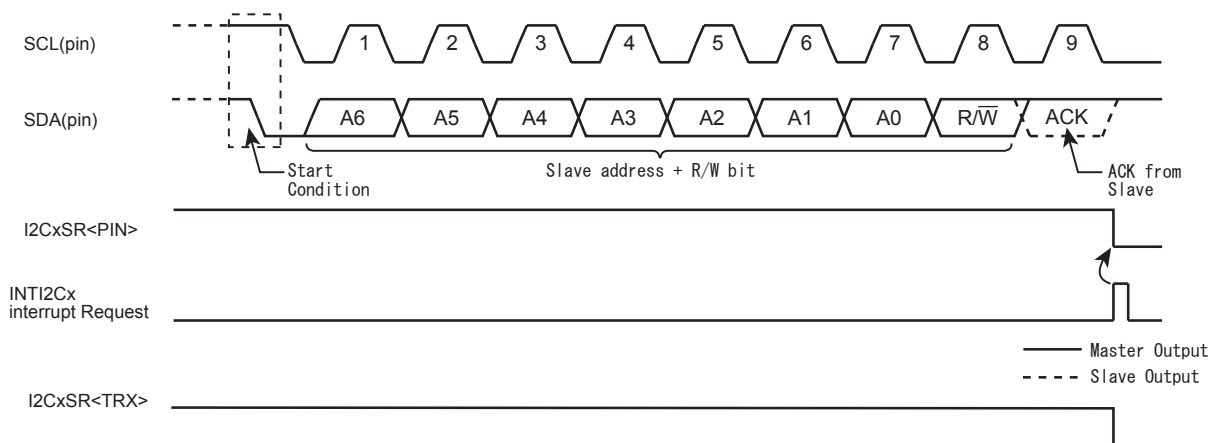 SCL(pin)
1 2 3 4 5 6 7 8 9
SDA(pin)
A6 A5 A4 A3 A2 A1 A0 R/W̅ ACK
Start
Condition
Slave address + R/W bit
ACK from
Slave
I2CxSR<PIN>
INTI2Cx
interrupt Request
Master Output
Slave Output
I2CxSR<TRX>